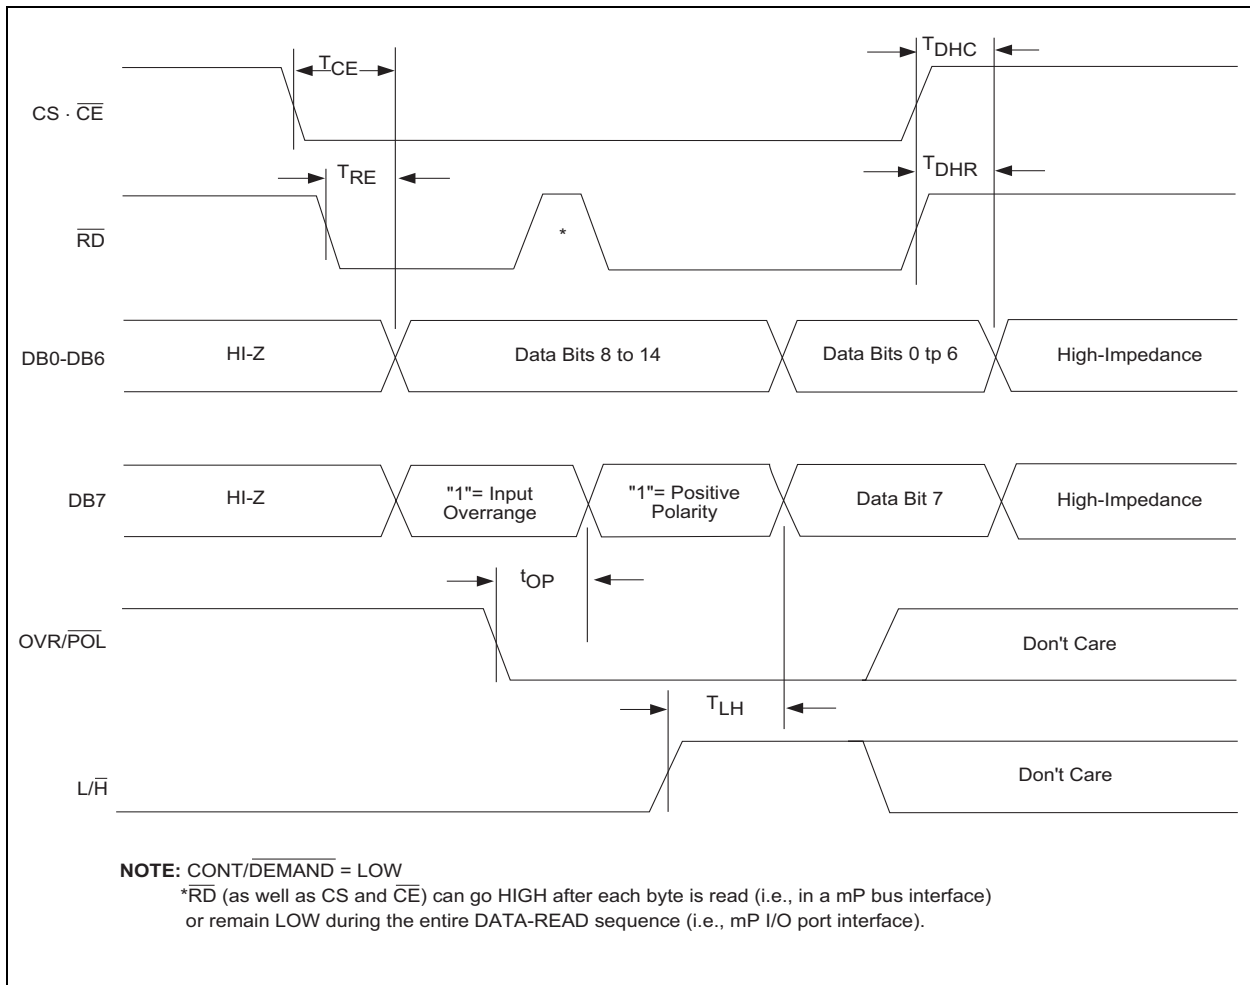 TCE
TDHC
CS · CE
TRE
TDHR
RD
*
DB0-DB6
HI-Z
Data Bits 8 to 14
Data Bits 0 tp 6
High-Impedance
DB7
HI-Z
"1"= Input
Overrange
"1"= Positive
Polarity
Data Bit 7
High-Impedance
tOP
OVR/POL
Don't Care
TLH
L/H
Don't Care
NOTE: CONT/DEMAND = LOW
*RD (as well as CS and CE) can go HIGH after each byte is read (i.e., in a mP bus interface)
or remain LOW during the entire DATA-READ sequence (i.e., mP I/O port interface).